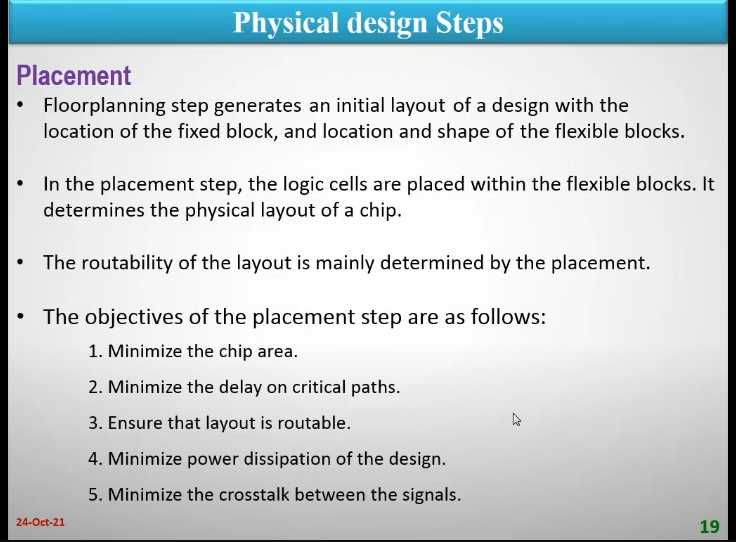 Physical design Steps
Placement
• Floorplanning step generates an initial layout of a design with the
location of the fixed block, and location and shape of the flexible blocks.
• In the placement step, the logic cells are placed within the flexible blocks. It
determines the physical layout of a chip.
• The routability of the layout is mainly determined by the placement.
• The objectives of the placement step are as follows:
1. Minimize the chip area.
2. Minimize the delay on critical paths.
3. Ensure that layout is routable.
4. Minimize power dissipation of the design.
5. Minimize the crosstalk between the signals.
24-Oct-21
19